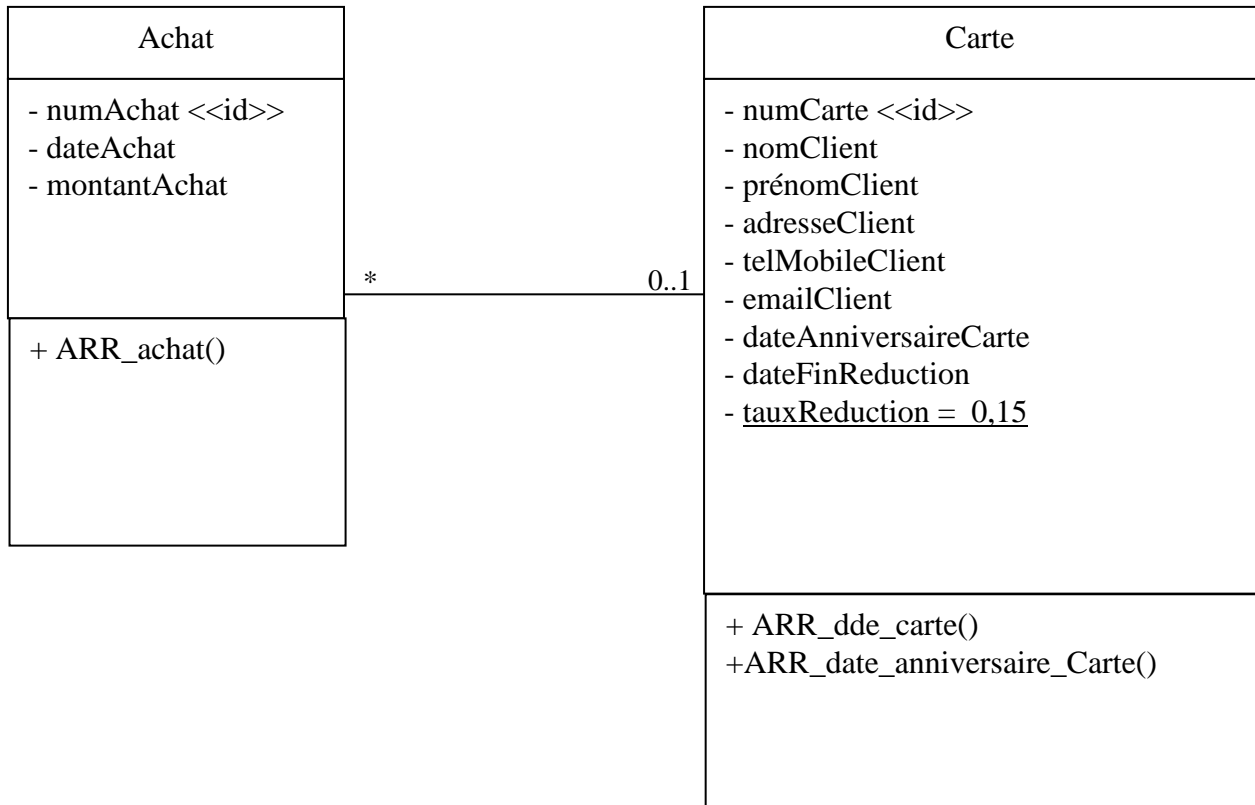 Achat
- numAchat <<id>>
- dateAchat
- montantAchat
+ ARR_achat()
*
0..1
Carte
- numCarte <<id>>
- nomClient
- prénomClient
- adresseClient
- telMobileClient
- emailClient
- dateAnniversaireCarte
- dateFinReduction
- tauxReduction = 0,15
+ ARR_dde_carte()
+ARR_date_anniversaire_Carte()